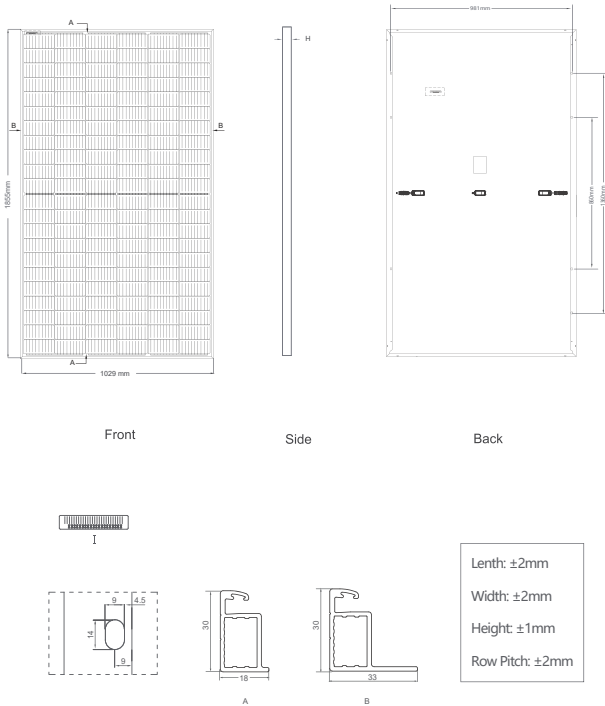 A
B
B
1855mm
A
1029 mm
H
981mm
860mm
1360mm
Front
Side
Back
I
9
4.5
14
9
30
18
A
30
33
B
Lenth: ±2mm
Width: ±2mm
Height: ±1mm
Row Pitch: ±2mm